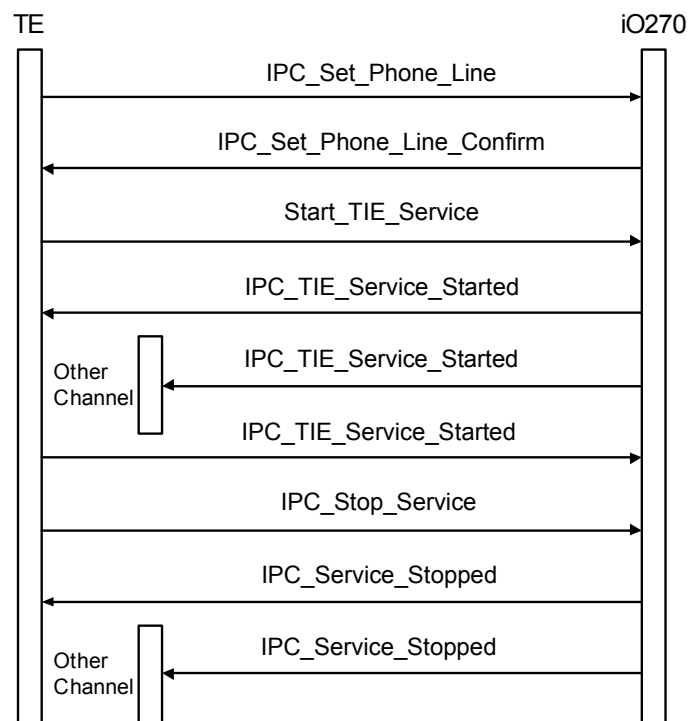 TE
iO270
IPC_Set_Phone_Line
IPC_Set_Phone_Line_Confirm
Start_TIE_Service
IPC_TIE_Service_Started
IPC_TIE_Service_Started
Other
Channel
IPC_TIE_Service_Started
IPC_Stop_Service
IPC_Service_Stopped
IPC_Service_Stopped
Other
Channel